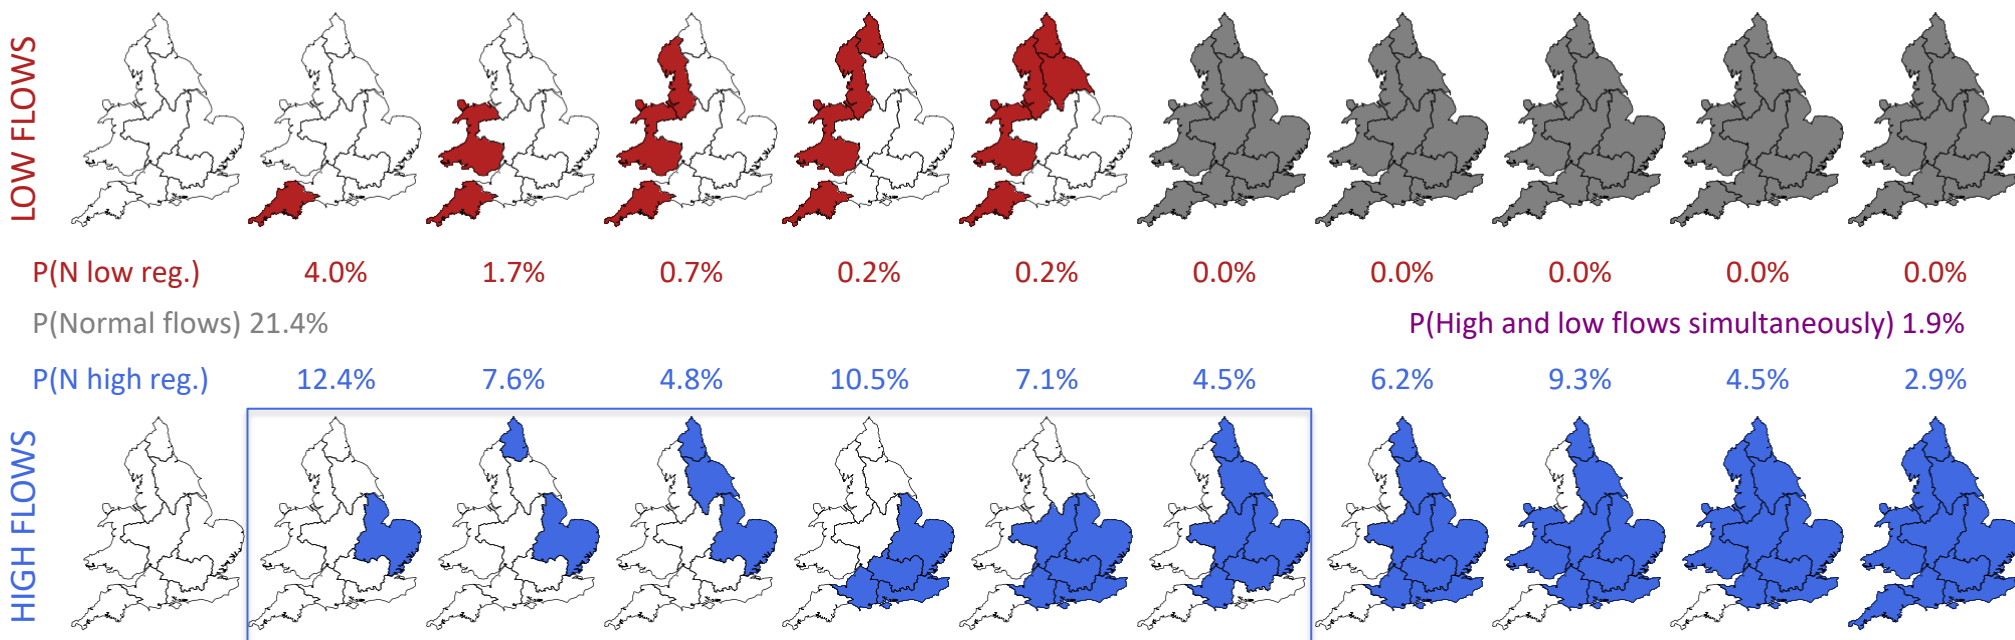 LOW FLOWS
P(N low reg.) 4.0% 1.7% 0.7% 0.2% 0.2% 0.0% 0.0% 0.0% 0.0% 0.0%
P(Normal flows) 21.4% P(High and low flows simultaneously) 1.9%
P(N high reg.) 12.4% 7.6% 4.8% 10.5% 7.1% 4.5% 6.2% 9.3% 4.5% 2.9%
HIGH FLOWS